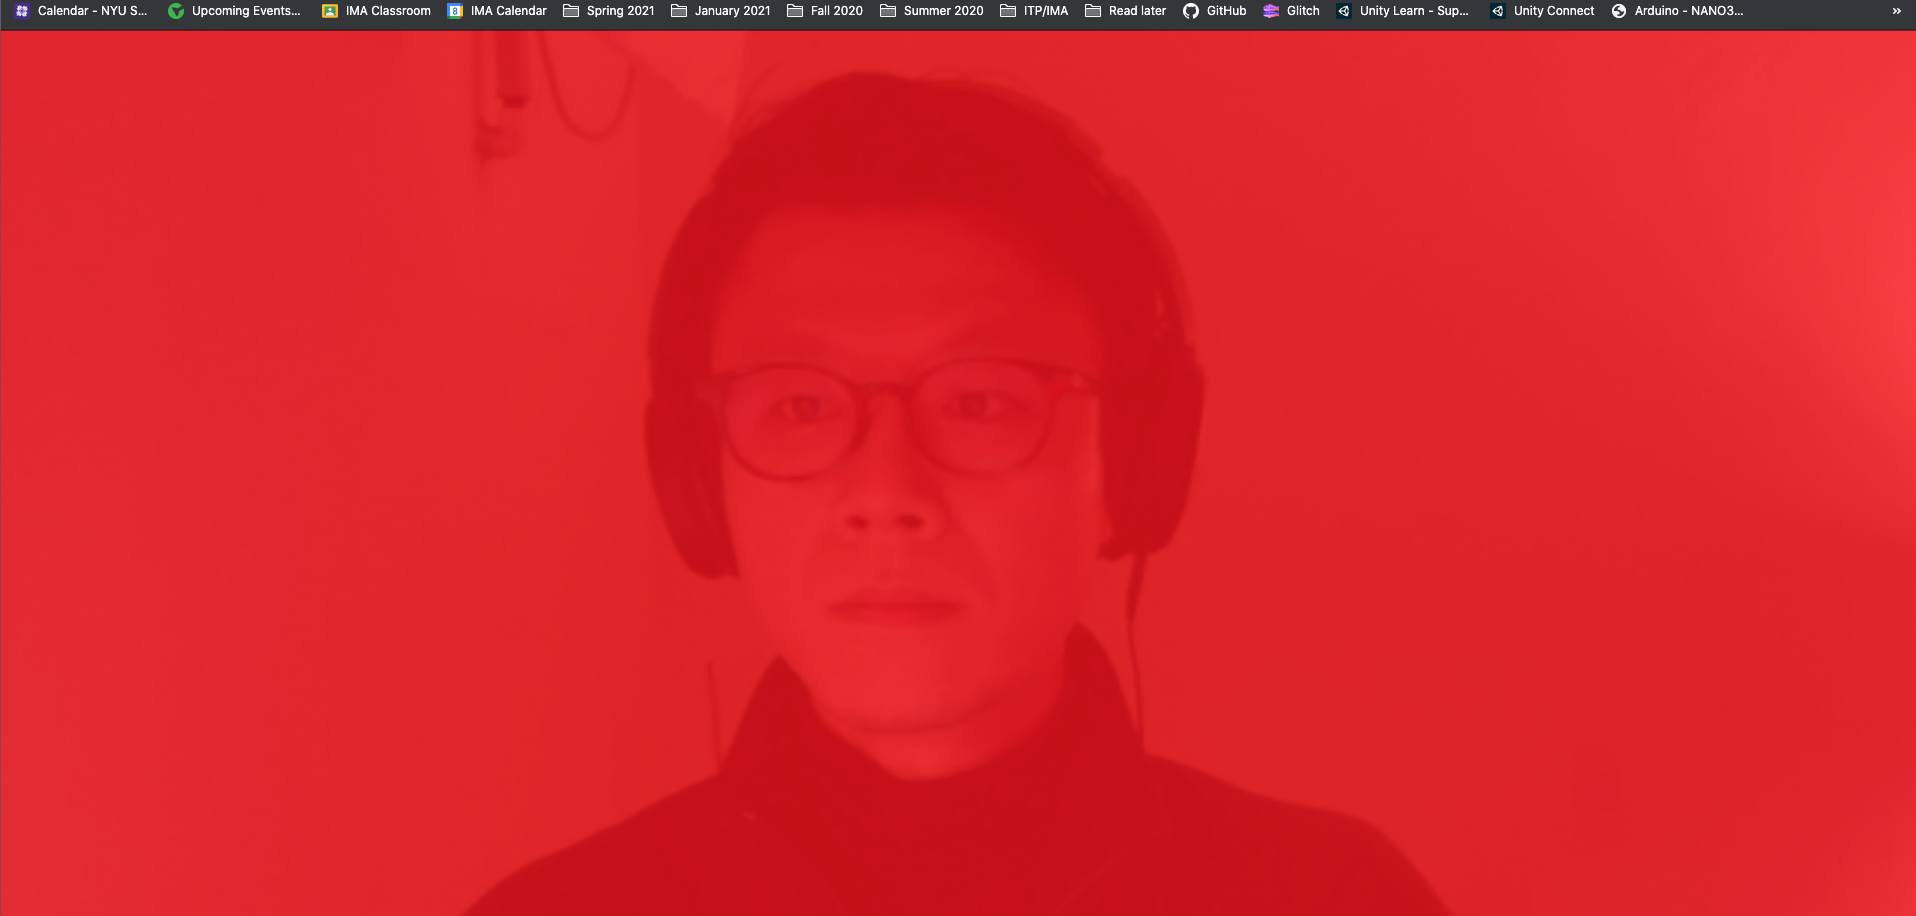 Calendar - NYU S... Upcoming Events... IMA Classroom 8 IMA Calendar Spring 2021 January 2021 Fall 2020 Summer 2020 ITP/IMA Read later GitHub Glitch Unity Learn - Sup... Unity Connect Arduino - NANO3... »